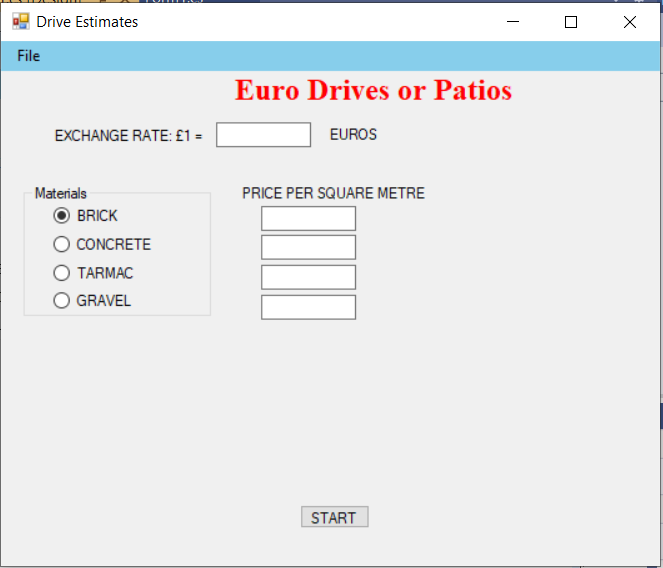 Drive Estimates
File
Euro Drives or Patios
EXCHANGE RATE: £1 = EUROS
Materials PRICE PER SQUARE METRE
BRICK
CONCRETE
TARMAC
GRAVEL
START